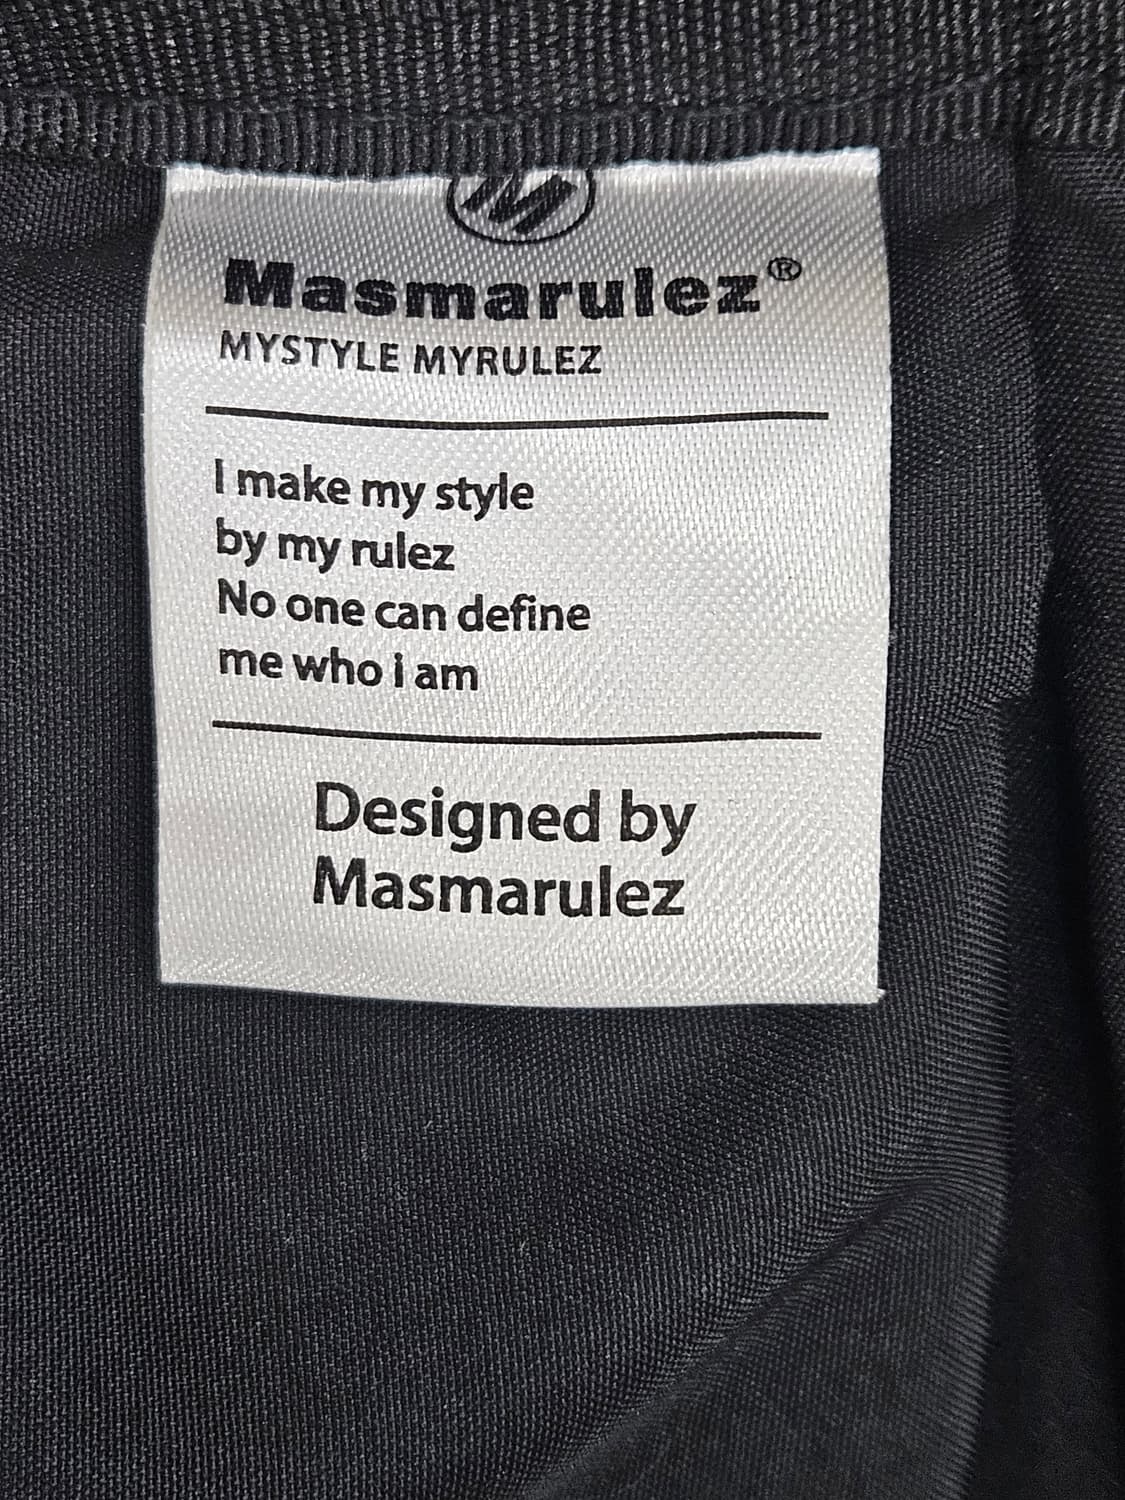 M
Masmarulez®
MYSTYLE MYRULEZ
I make my style
by my rulez
No one can define
me who i am
Designed by
Masmarulez